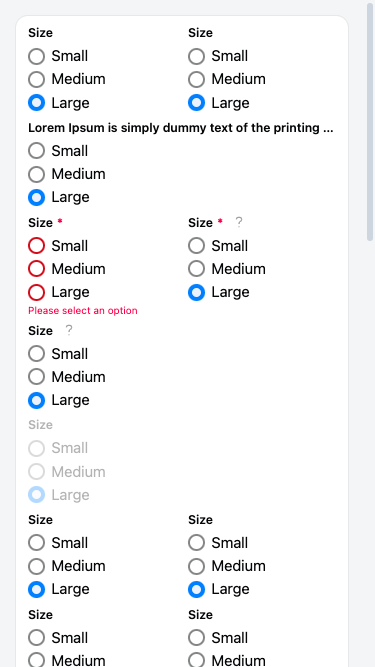 Size Size
Small Small
Medium Medium
Large Large
Lorem Ipsum is simply dummy text of the printing ...
Small
Medium
Large
Size * Size * ?
Small Small
Medium Medium
Large Large
Please select an option
Size ?
Small
Medium
Large
Size
Small
Medium
Large
Size Size
Small Small
Medium Medium
Large Large
Size Size
Small Small
Medium Medium